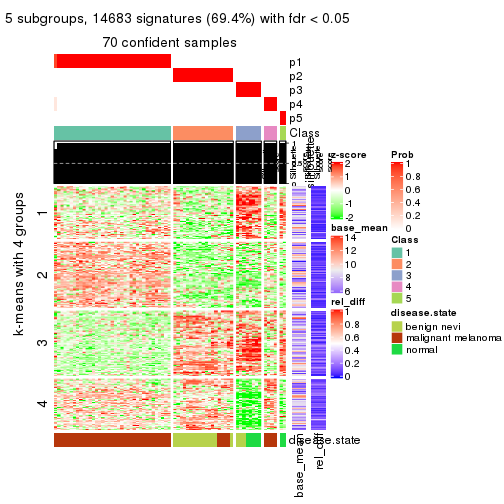 5 subgroups, 14683 signatures (69.4%) with fdr < 0.05
70 confident samples
p1
p2
p3
p4
p5
Class
k-means with 4 groups
1
2
3
4
disease.state
base_mean
rel_diff
silhouette
z-score
2
1
0
-1
-2
base_mean
14
12
10
8
6
rel_diff
1
0.8
0.6
0.4
0.2
0
Prob
1
0.8
0.6
0.4
0.2
0
Class
1
2
3
4
5
disease.state
benign nevi
malignant melanoma
normal